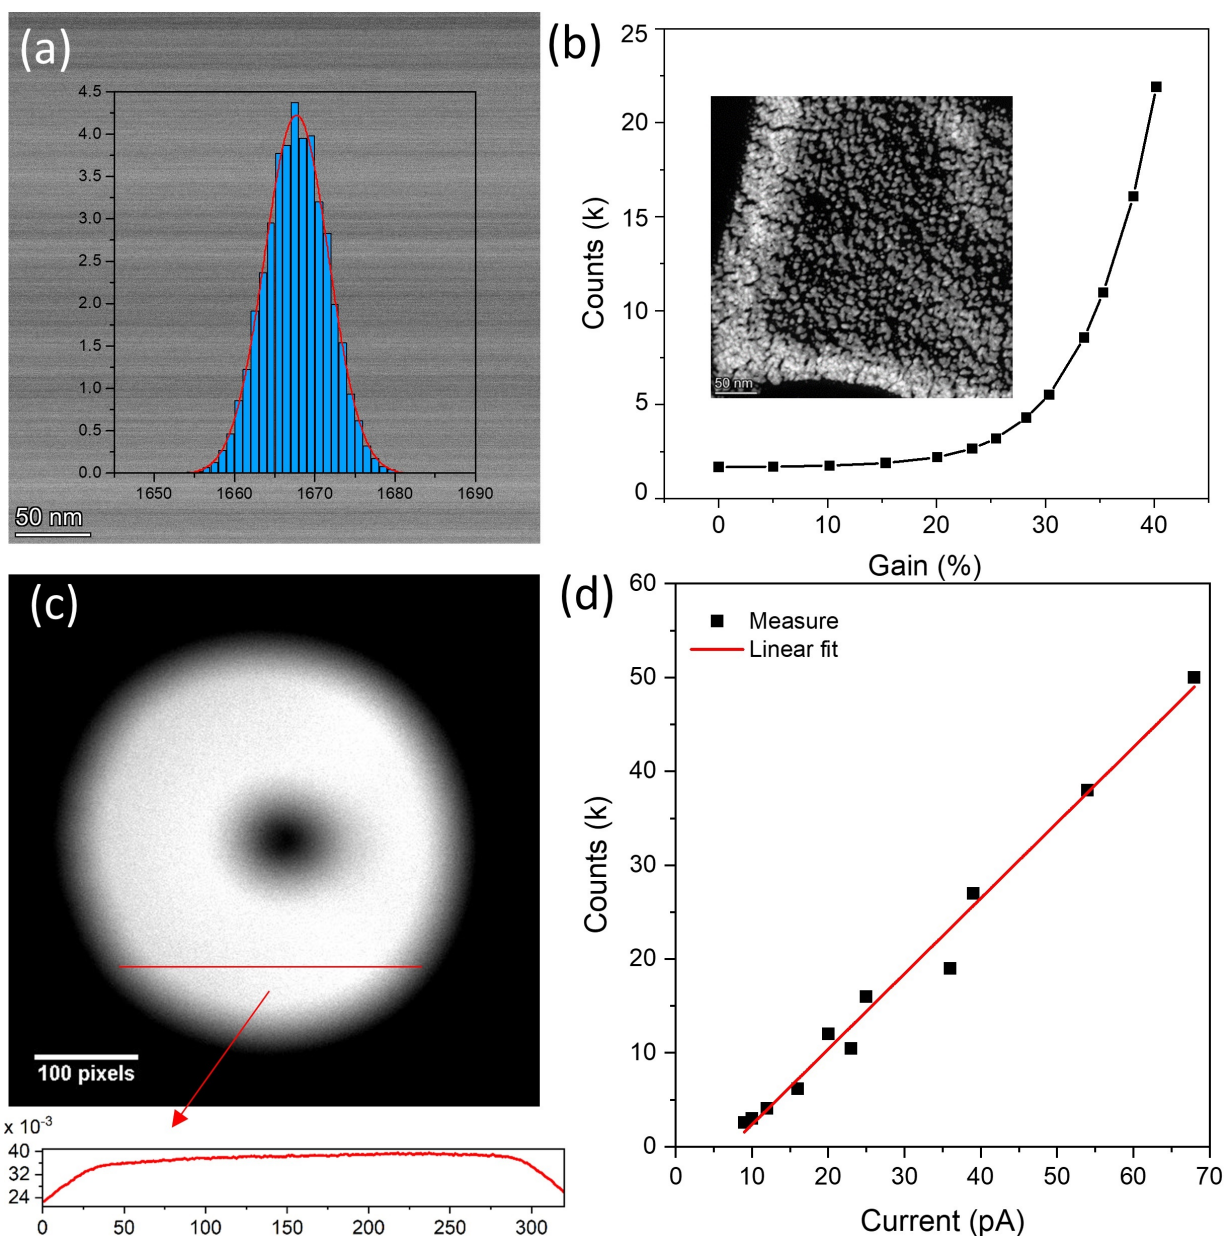 (a)
4.5
4.0
3.5
3.0
2.5
2.0
1.5
1.0
0.5
0.0
1650 1660 1670 1680 1690
50 nm
(b)
25
20
15
10
5
0
Counts (k)
50 nm
0 10 20 30 40
Gain (%)
(c)
100 pixels
x 10-3
40
32
24
0 50 100 150 200 250 300
(d)
60
50
40
30
20
10
0
Counts (k)
Measure
Linear fit
0 10 20 30 40 50 60 70
Current (pA)